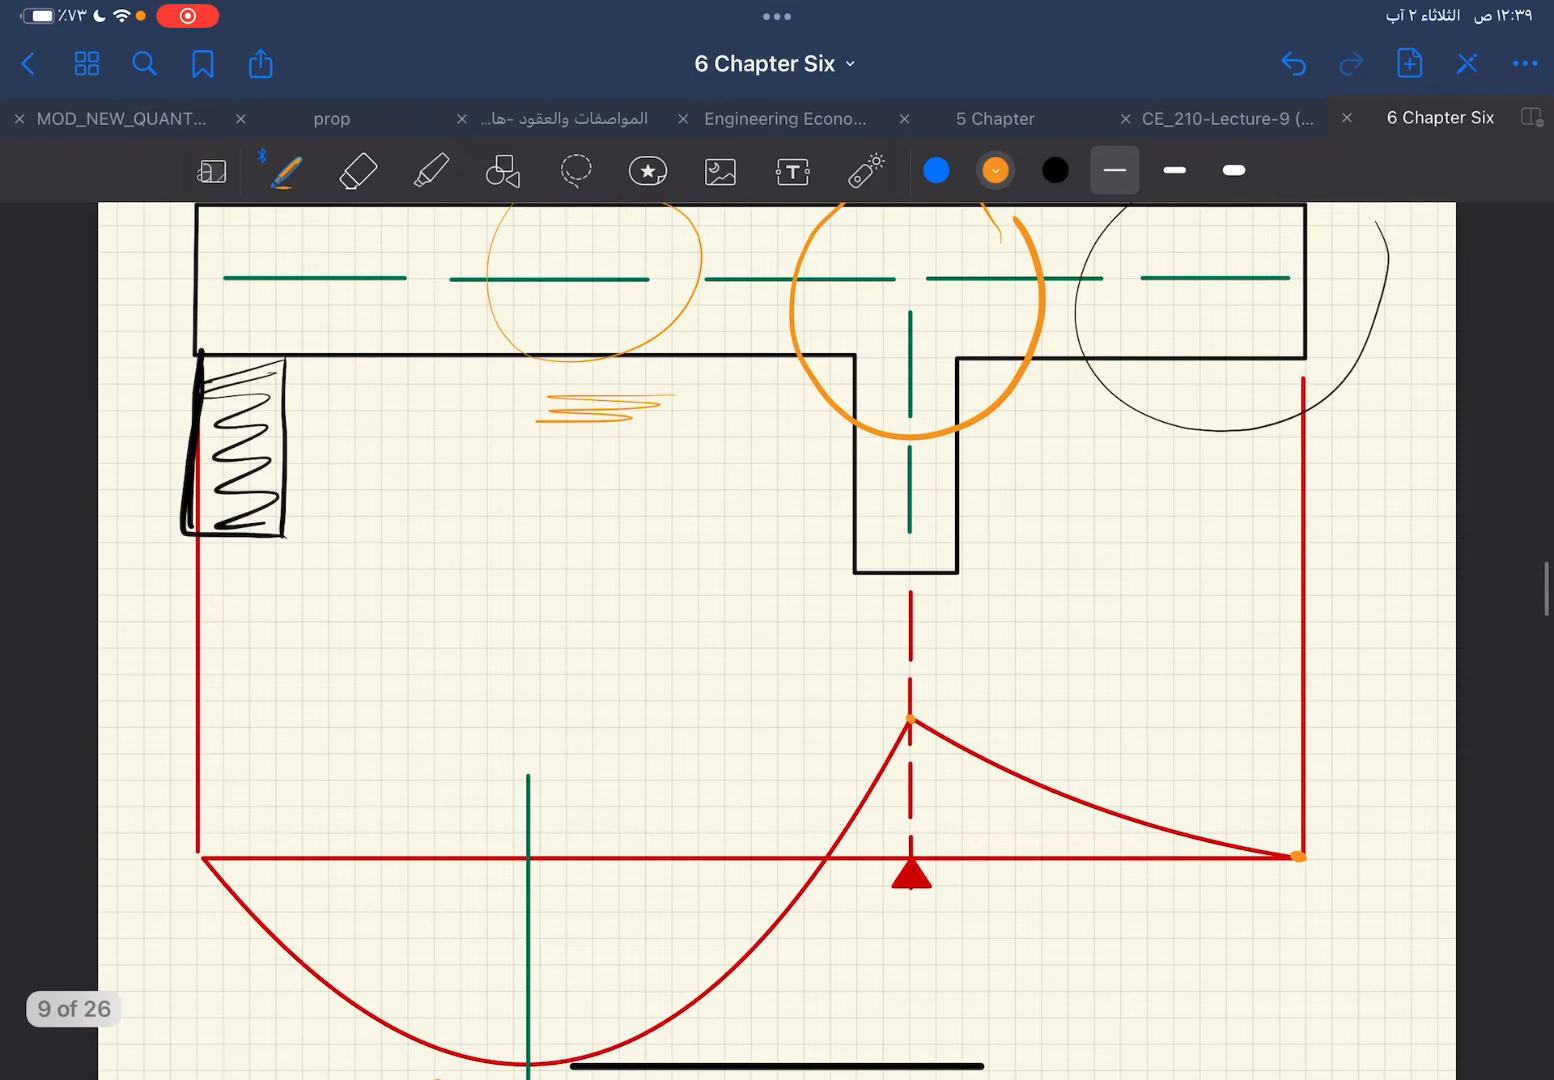 ٪٧٣
١٢:٣٩ ص الثلاثاء ٢ آب
6 Chapter Six
MOD_NEW_QUANT...
prop
المواصفات والعقود -ها...
Engineering Econo...
5 Chapter
CE_210-Lecture-9 (...
6 Chapter Six
T
9 of 26